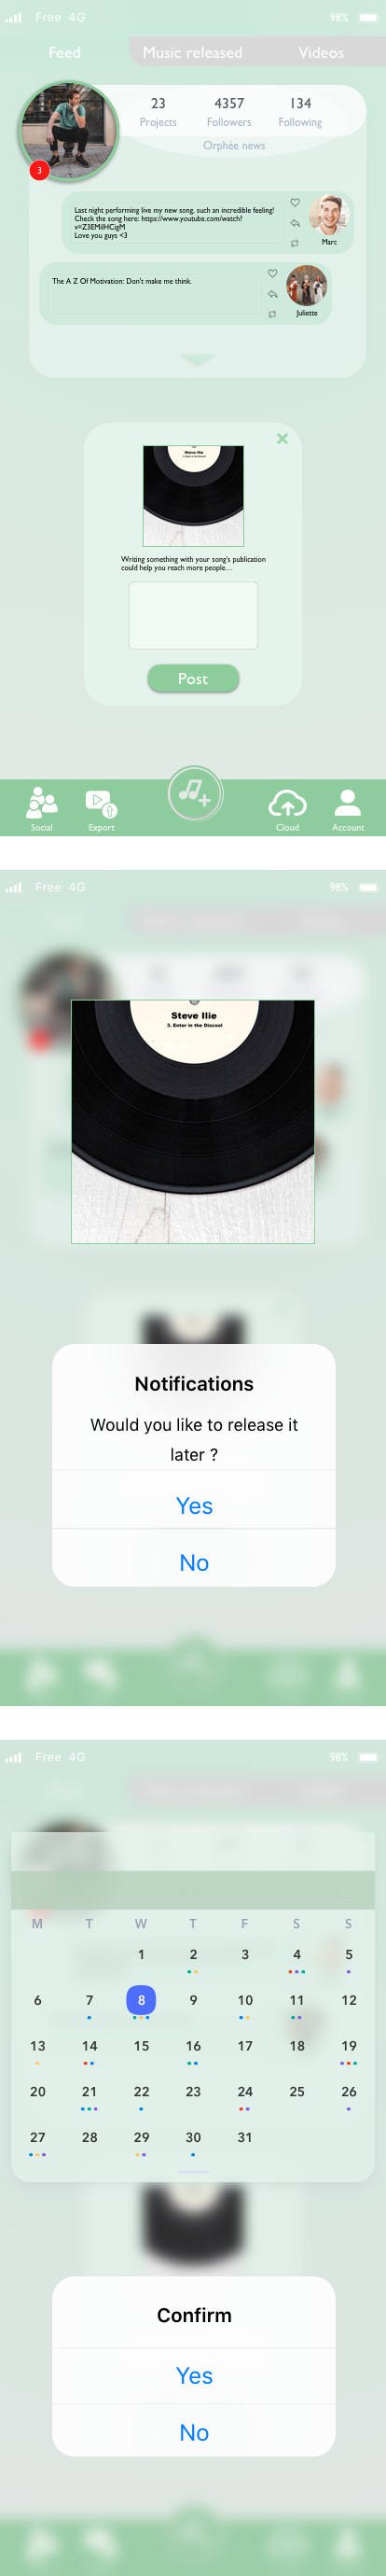 Free 4G 98%
Feed Music released Videos
23 4357 134
Projects Followers Following
Orphée news
3
Last night performing live my new song, such an incredible feeling!
Check the song here: https://www.youtube.com/watch?
v=Z3EMilHCigM
Love you guys <3
Marc
The A Z Of Motivation: Don't make me think.
Juliette
Steve Ilie
3. Enter in the Discool
Writing something with your song's publication
could help you reach more people...
Post
Social Export Cloud Account
Free 4G 98%
Steve Ilie
3. Enter in the Discool
Notifications
Would you like to release it
later ?
Yes
No
Free 4G 98%
M T W T F S S
1 2 3 4 5
6 7 8 9 10 11 12
13 14 15 16 17 18 19
20 21 22 23 24 25 26
27 28 29 30 31
Confirm
Yes
No